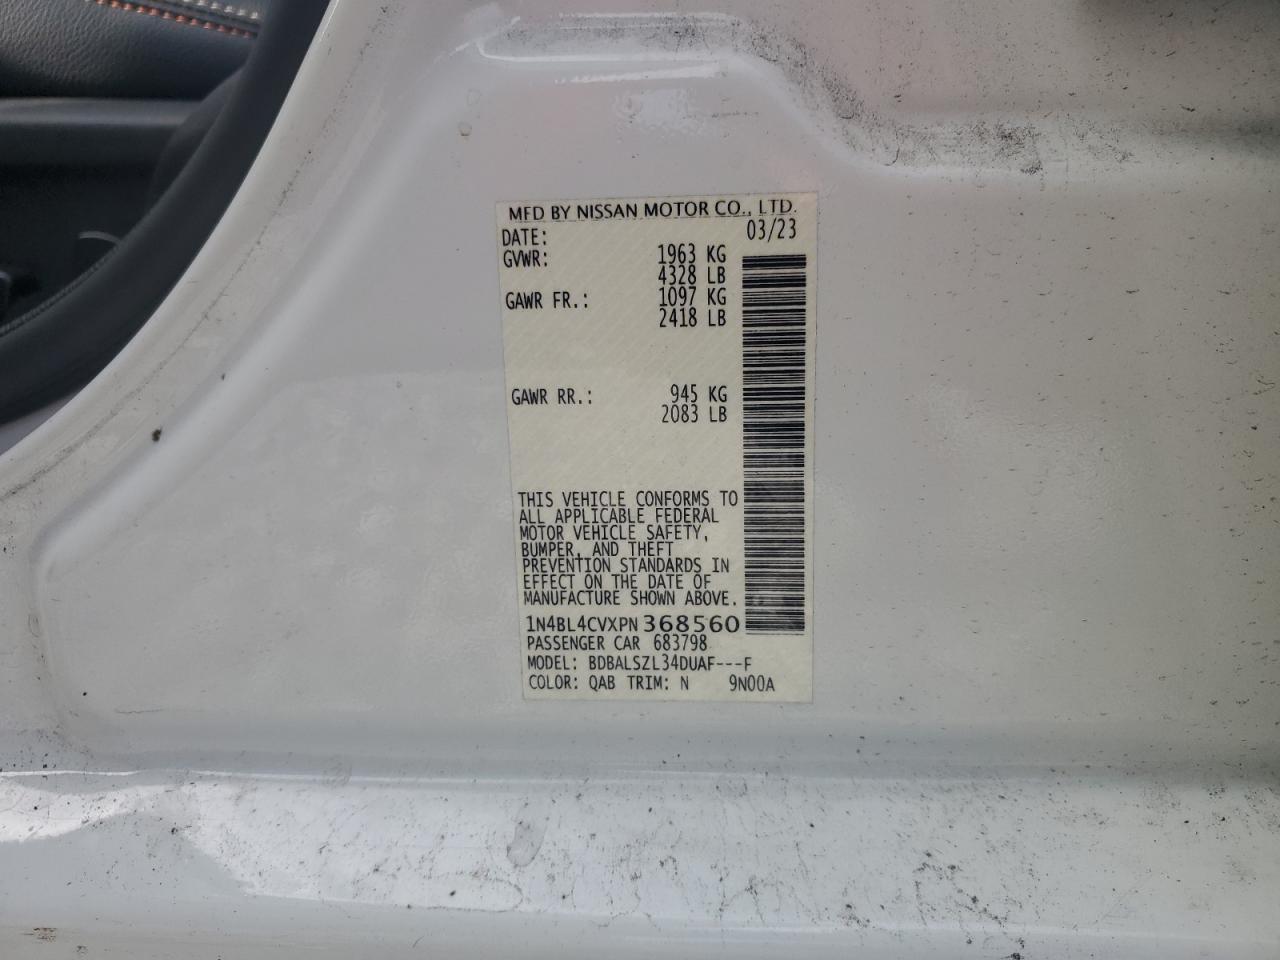 MFD BY NISSAN MOTOR CO., LTD.
DATE: 03/23
GVWR: 1963 KG
4328 LB
GAWR FR.: 1097 KG
2418 LB
GAWR RR.: 945 KG
2083 LB
THIS VEHICLE CONFORMS TO
ALL APPLICABLE FEDERAL
MOTOR VEHICLE SAFETY,
BUMPER, AND THEFT
PREVENTION STANDARDS IN
EFFECT ON THE DATE OF
MANUFACTURE SHOWN ABOVE.
1N4BL4CVXPN368560
PASSENGER CAR 683798
MODEL: BDBALSZL34DUAF---F
COLOR: QAB TRIM: N 9N00A